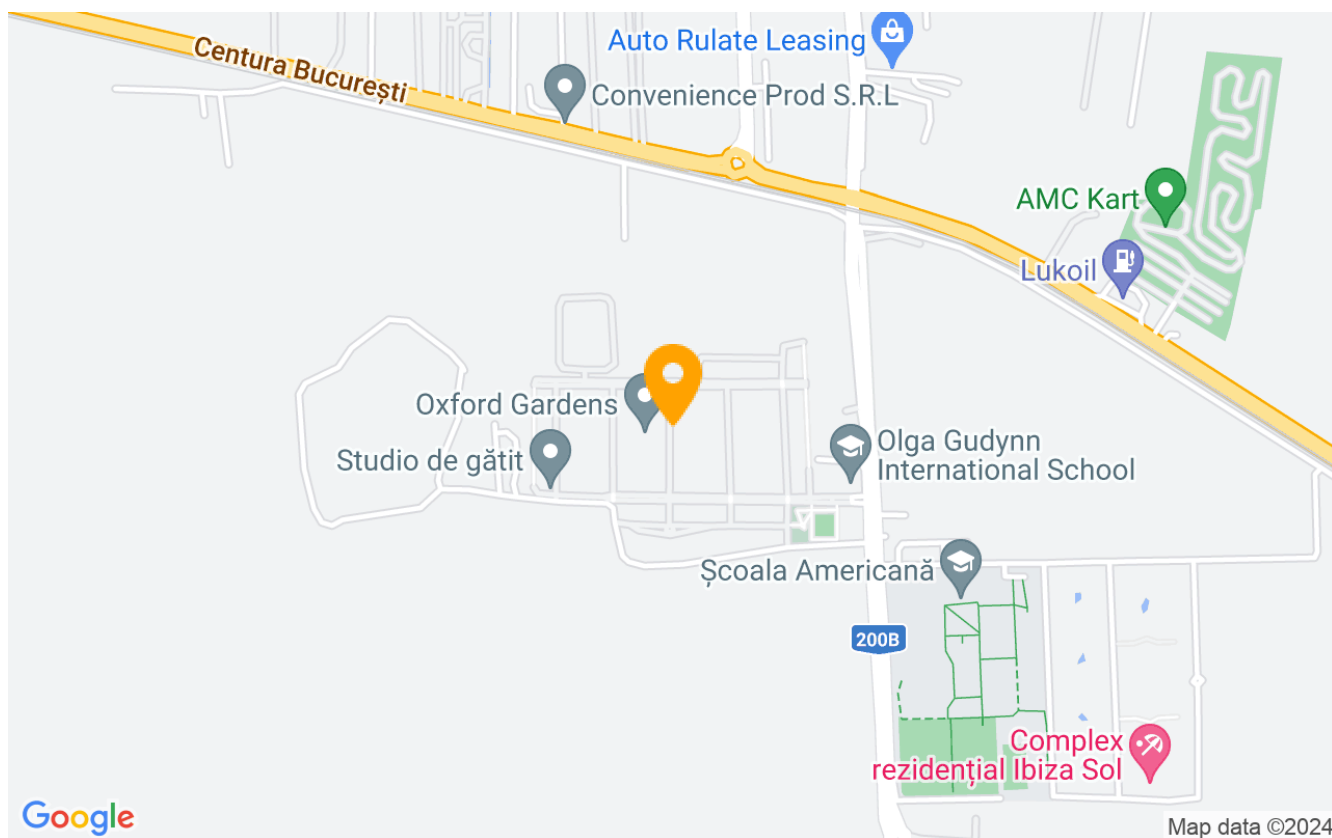 Auto Rulate Leasing
Centura București
Convenience Prod S.R.L
AMC Kart
Lukoil
Oxford Gardens
Olga Gudynn
International School
Studio de gătit
Școala Americană
200B
Complex
rezidențial Ibiza Sol
Google
Map data ©2024